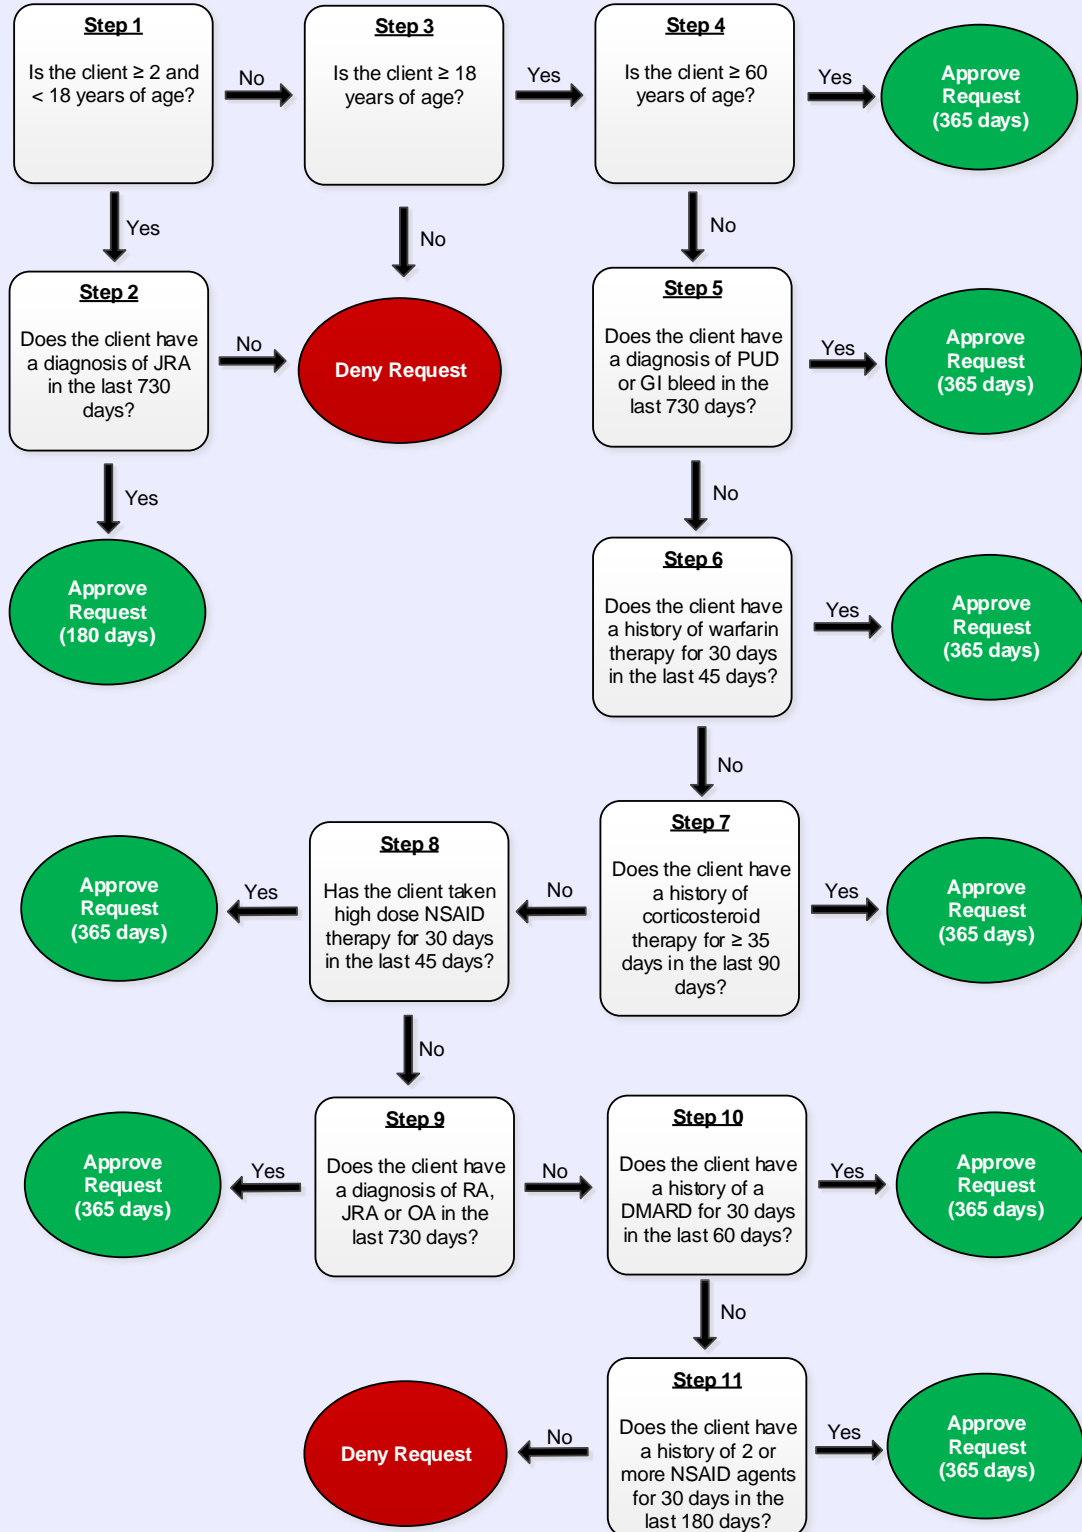 Step 1
Is the client ≥ 2 and
< 18 years of age?
No
Step 3
Is the client ≥ 18
years of age?
Yes
Step 4
Is the client ≥ 60
years of age?
Yes
Approve
Request
(365 days)
Yes
No
No
Step 2
Does the client have
a diagnosis of JRA
in the last 730
days?
No
Deny Request
Step 5
Does the client have
a diagnosis of PUD
or GI bleed in the
last 730 days?
Yes
Approve
Request
(365 days)
Yes
No
Approve
Request
(180 days)
Step 6
Does the client have
a history of warfarin
therapy for 30 days
in the last 45 days?
Yes
Approve
Request
(365 days)
No
Approve
Request
(365 days)
Yes
Step 8
Has the client taken
high dose NSAID
therapy for 30 days
in the last 45 days?
No
Step 7
Does the client have
a history of
corticosteroid
therapy for ≥ 35
days in the last 90
days?
Yes
Approve
Request
(365 days)
No
Approve
Request
(365 days)
Yes
Step 9
Does the client have
a diagnosis of RA,
JRA or OA in the
last 730 days?
No
Step 10
Does the client have
a history of a
DMARD for 30 days
in the last 60 days?
Yes
Approve
Request
(365 days)
No
Deny Request
No
Step 11
Does the client have
a history of 2 or
more NSAID agents
for 30 days in the
last 180 days?
Yes
Approve
Request
(365 days)